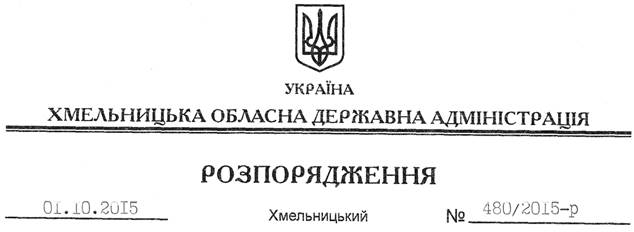 УКРАЇНА
ХМЕЛЬНИЦЬКА ОБЛАСНА ДЕРЖАВНА АДМІНІСТРАЦІЯ
РОЗПОРЯДЖЕННЯ
01.10.2015 Хмельницький № 480/2015-р